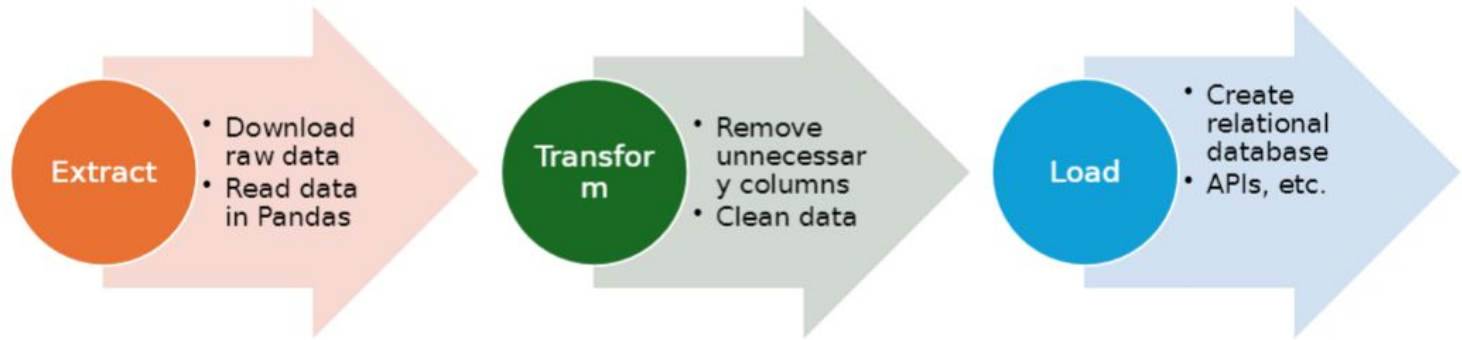 Extract
• Download
raw data
• Read data
in Pandas
Transfor
m
• Remove
unnecessar
y columns
• Clean data
Load
• Create
relational
database
• APIs, etc.